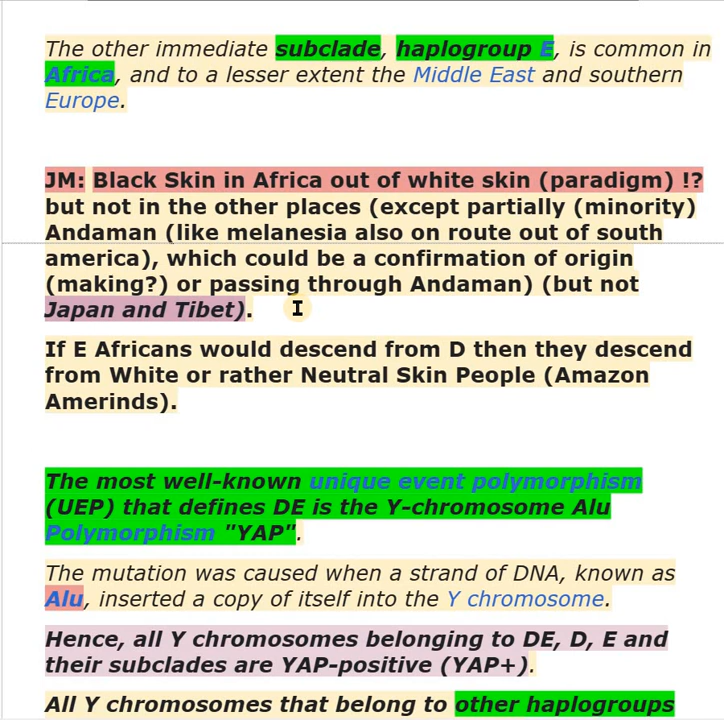 The other immediate subclade, haplogroup E, is common in
Africa, and to a lesser extent the Middle East and southern
Europe.
JM: Black Skin in Africa out of white skin (paradigm) !?
but not in the other places (except partially (minority)
Andaman (like melanesia also on route out of south
america), which could be a confirmation of origin
(making?) or passing through Andaman) (but not
Japan and Tibet).
If E Africans would descend from D then they descend
from White or rather Neutral Skin People (Amazon
Amerinds).
The most well-known unique event polymorphism
(UEP) that defines DE is the Y-chromosome Alu
Polymorphism "YAP".
The mutation was caused when a strand of DNA, known as
Alu, inserted a copy of itself into the Y chromosome.
Hence, all Y chromosomes belonging to DE, D, E and
their subclades are YAP-positive (YAP+).
All Y chromosomes that belong to other haplogroups